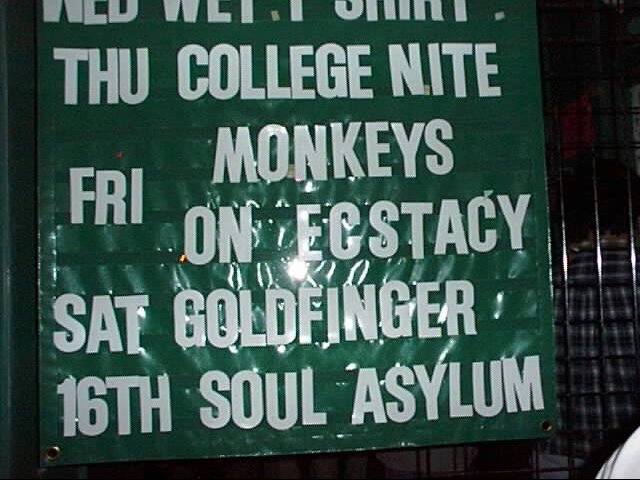 WED WET T SHIRT
THU COLLEGE NITE
MONKEYS
FRI
ON ECSTACY
SAT GOLDFINGER
16TH SOUL ASYLUM